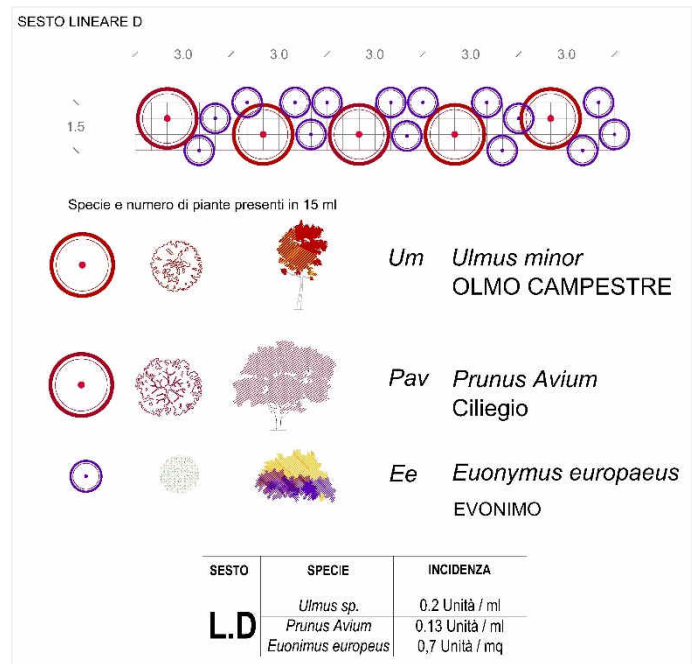 SESTO LINEARE D
3.0 3.0 3.0 3.0 3.0
1.5
Specie e numero di piante presenti in 15 ml
Um Ulmus minor
OLMO CAMPESTRE
Pav Prunus Avium
Ciliegio
Ee Euonymus europaeus
EVONIMO
SESTO SPECIE INCIDENZA
L.D
Ulmus sp. 0.2 Unità / ml
Prunus Avium 0.13 Unità / ml
Euonimus europeus 0,7 Unità / mq